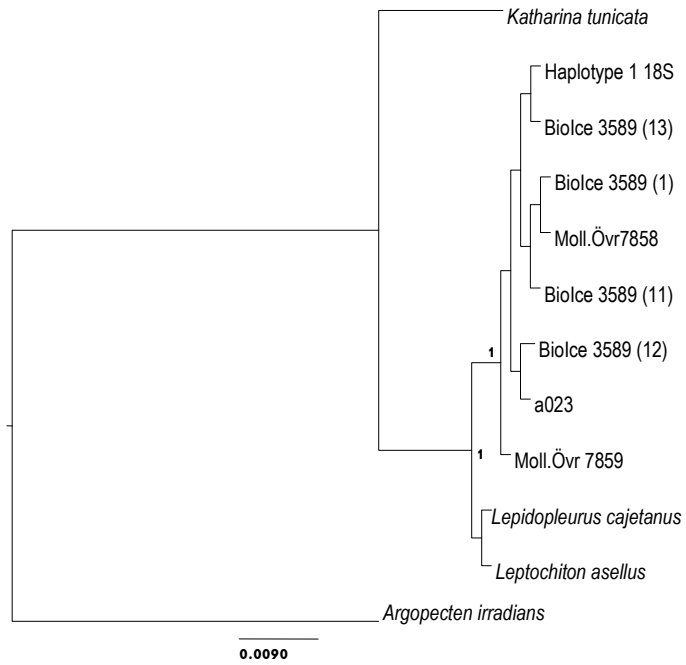 Katharina tunicata
Haplotype 1 18S
BioIce 3589 (13)
BioIce 3589 (1)
Moll.Övr7858
BioIce 3589 (11)
1
BioIce 3589 (12)
a023
1
Moll.Övr 7859
Lepidopleurus cajetanus
Leptochiton asellus
Argopecten irradians
0.0090